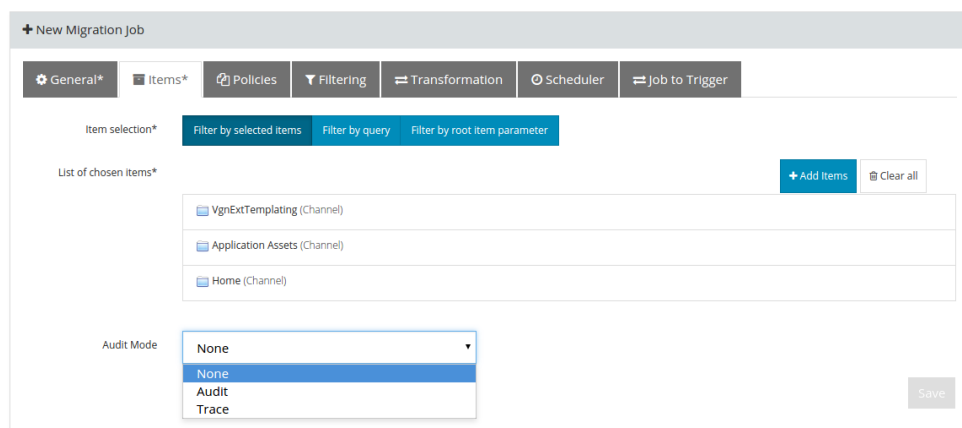 New Migration Job
General* Items* Policies Filtering Transformation Scheduler Job to Trigger
Item selection* Filter by selected items Filter by query Filter by root item parameter
List of chosen items* + Add Items Clear all
VgnExtTemplating (Channel)
Application Assets (Channel)
Home (Channel)
Audit Mode None
None
Audit
Trace
Save